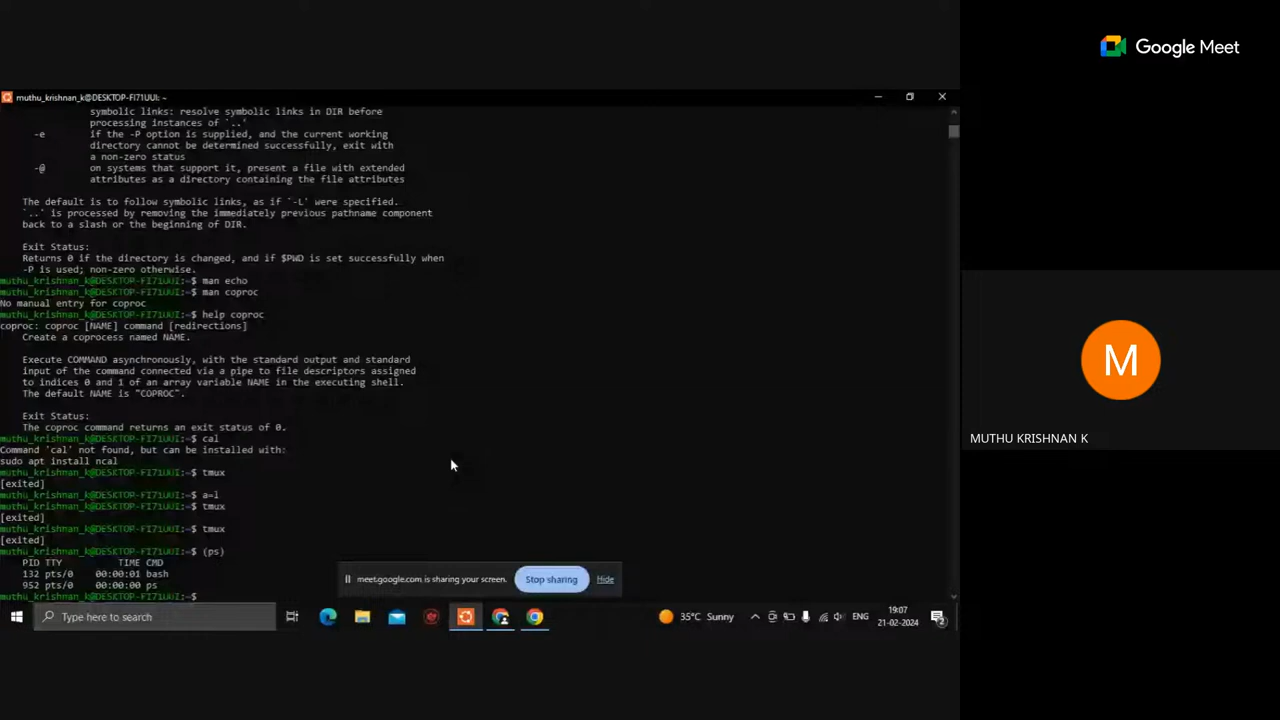 Google Meet
muthu_krishnan_k@DESKTOP-FI71UUI: ~
symbolic links: resolve symbolic links in DIR before
processing instances of `..'
-e if the -P option is supplied, and the current working
directory cannot be determined successfully, exit with
a non-zero status
-@ on systems that support it, present a file with extended
attributes as a directory containing the file attributes
The default is to follow symbolic links, as if `-L' were specified.
`..' is processed by removing the immediately previous pathname component
back to a slash or the beginning of DIR.
Exit Status:
Returns 0 if the directory is changed, and if $PWD is set successfully when
-P is used; non-zero otherwise.
muthu_krishnan_k@DESKTOP-FI71UUI:~$ man echo
muthu_krishnan_k@DESKTOP-FI71UUI:~$ man coproc
No manual entry for coproc
muthu_krishnan_k@DESKTOP-FI71UUI:~$ help coproc
coproc: coproc [NAME] command [redirections]
Create a coprocess named NAME.
Execute COMMAND asynchronously, with the standard output and standard
input of the command connected via a pipe to file descriptors assigned
to indices 0 and 1 of an array variable NAME in the executing shell.
The default NAME is "COPROC".
Exit Status:
The coproc command returns an exit status of 0.
muthu_krishnan_k@DESKTOP-FI71UUI:~$ cal
Command 'cal' not found, but can be installed with:
sudo apt install ncal
muthu_krishnan_k@DESKTOP-FI71UUI:~$ tmux
[exited]
muthu_krishnan_k@DESKTOP-FI71UUI:~$ a=l
muthu_krishnan_k@DESKTOP-FI71UUI:~$ tmux
[exited]
muthu_krishnan_k@DESKTOP-FI71UUI:~$ tmux
[exited]
muthu_krishnan_k@DESKTOP-FI71UUI:~$ (ps)
PID TTY TIME CMD
132 pts/0 00:00:01 bash
952 pts/0 00:00:00 ps
muthu_krishnan_k@DESKTOP-FI71UUI:~$
meet.google.com is sharing your screen. Stop sharing Hide
Type here to search
35°C Sunny
ENG
19:07
21-02-2024
2
M
MUTHU KRISHNAN K